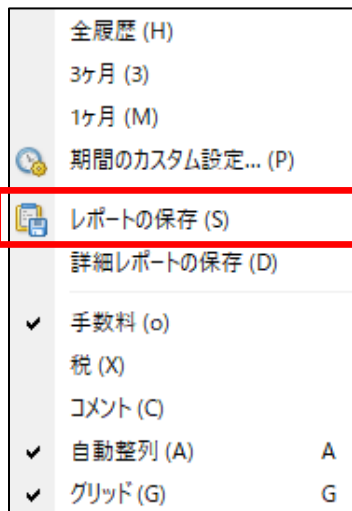 全履歴 (H)
3ヶ月 (3)
1ヶ月 (M)
期間のカスタム設定... (P)
レポートの保存 (S)
詳細レポートの保存 (D)
手数料 (o)
税 (X)
コメント (C)
自動整列 (A) A
グリッド (G) G